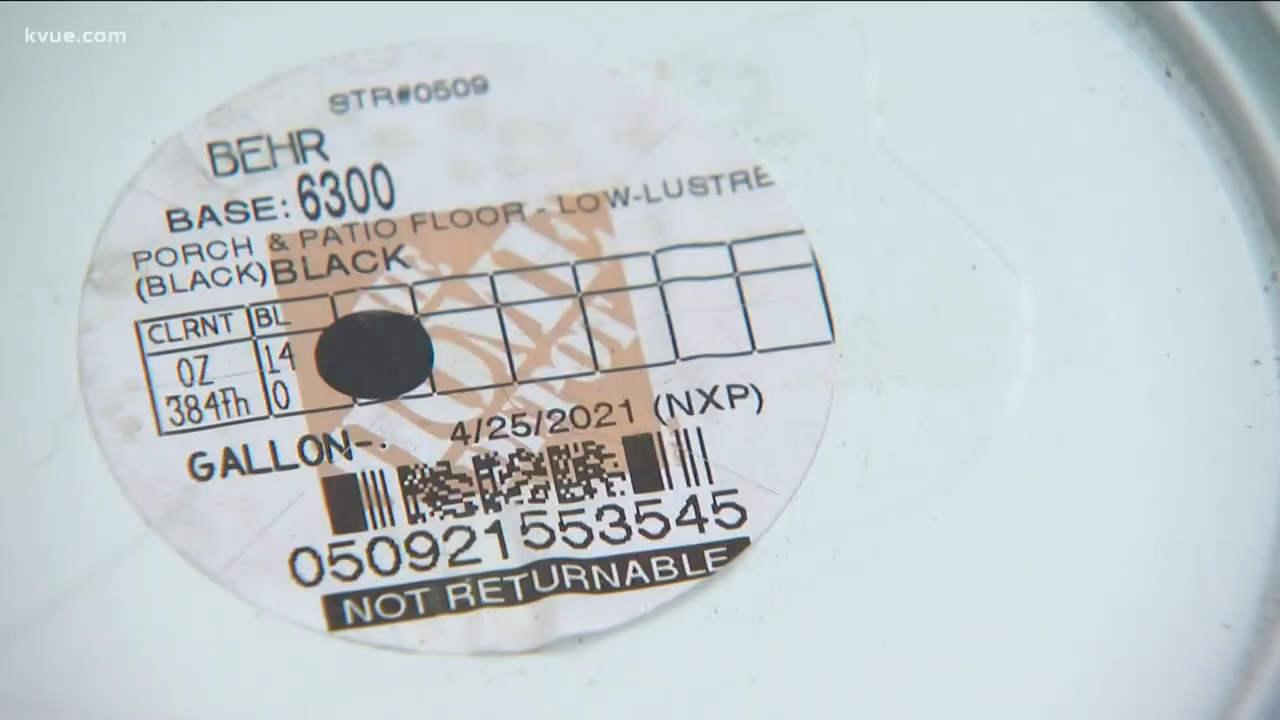 kvue.com
STR#0509
BEHR
BASE: 6300
PORCH & PATIO FLOOR - LOW-LUSTRE
(BLACK) BLACK
CLRNT BL
OZ 14
384Th 0
GALLON-. 4/25/2021 (NXP)
050921553545
NOT RETURNABLE